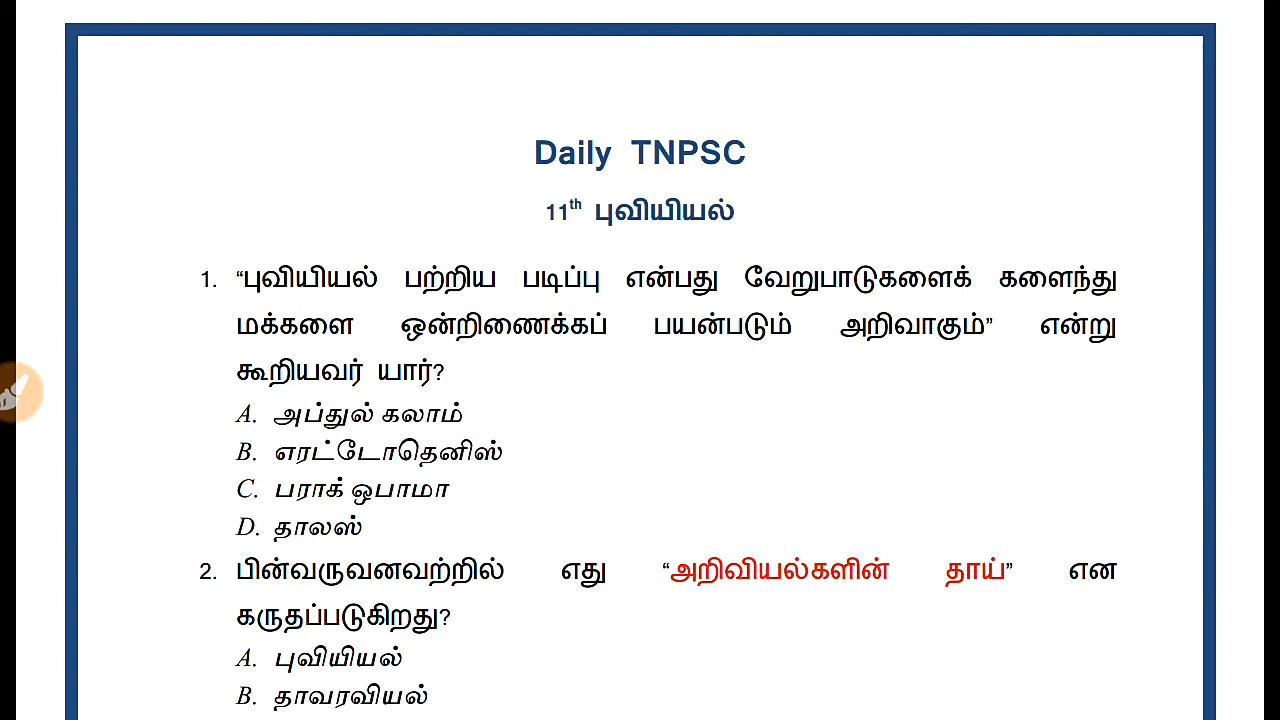 Daily TNPSC
11th புவியியல்
1. “புவியியல் பற்றிய படிப்பு என்பது வேறுபாடுகளைக் களைந்து
மக்களை ஒன்றிணைக்கப் பயன்படும் அறிவாகும்” என்று
கூறியவர் யார்?
A. அப்துல் கலாம்
B. எரட்டோதெனிஸ்
C. பராக் ஒபாமா
D. தாலஸ்
2. பின்வருவனவற்றில் எது “அறிவியல்களின் தாய்” என
கருதப்படுகிறது?
A. புவியியல்
B. தாவரவியல்